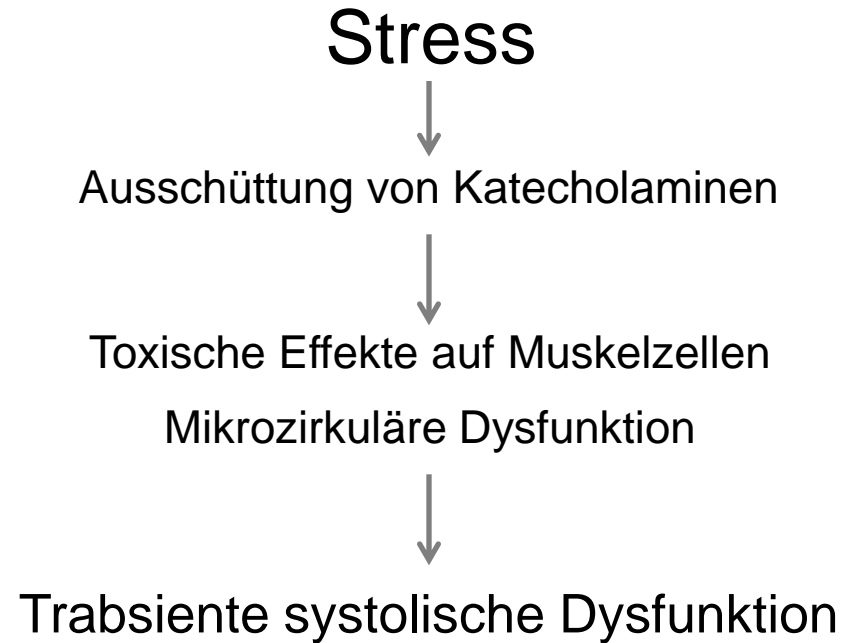 Stress
Ausschüttung von Katecholaminen
Toxische Effekte auf Muskelzellen
Mikrozirkuläre Dysfunktion
Trabsiente systolische Dysfunktion